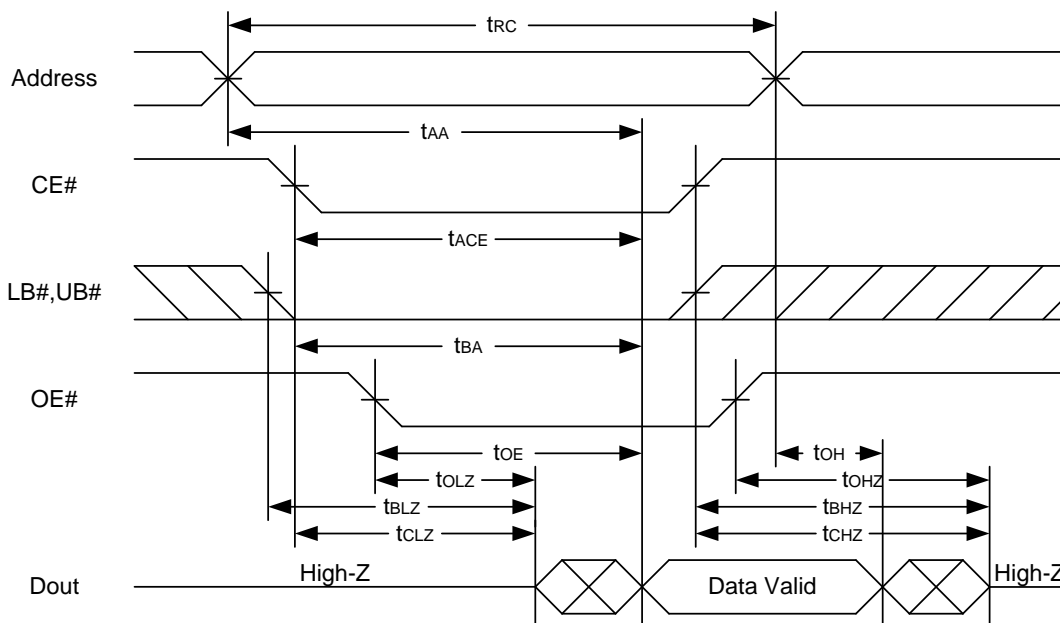 tRC
Address
tAA
CE#
tACE
LB#,UB#
tBA
OE#
tOE
tOH
tOLZ
tOHZ
tBLZ
tBHZ
tCLZ
tCHZ
Dout
High-Z
Data Valid
High-Z